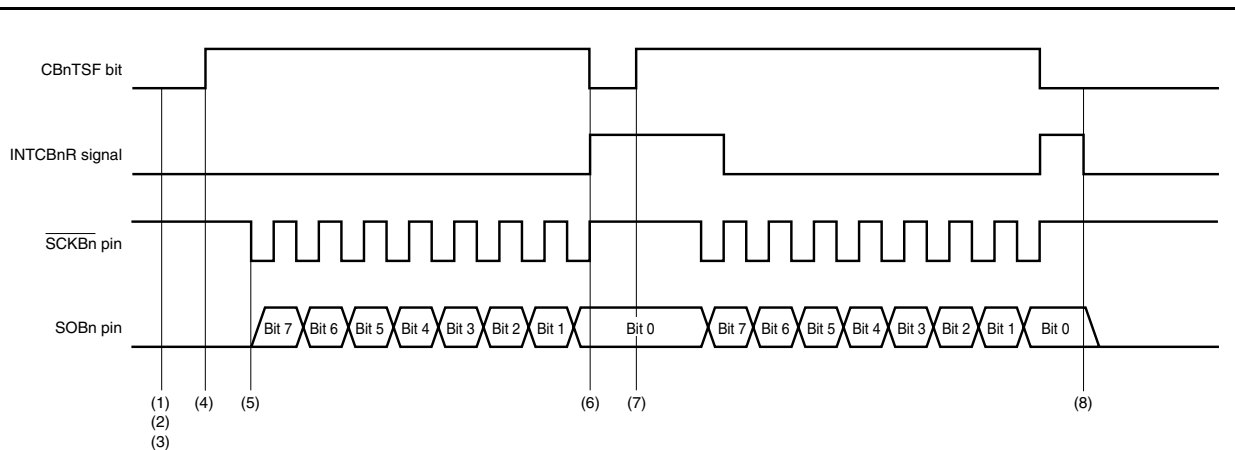 CBnTSF bit
INTCBnR signal
SCKBn pin
SOBn pin
Bit 7 Bit 6 Bit 5 Bit 4 Bit 3 Bit 2 Bit 1 Bit 0 Bit 7 Bit 6 Bit 5 Bit 4 Bit 3 Bit 2 Bit 1 Bit 0
(1) (4) (5) (6) (7) (8)
(2)
(3)